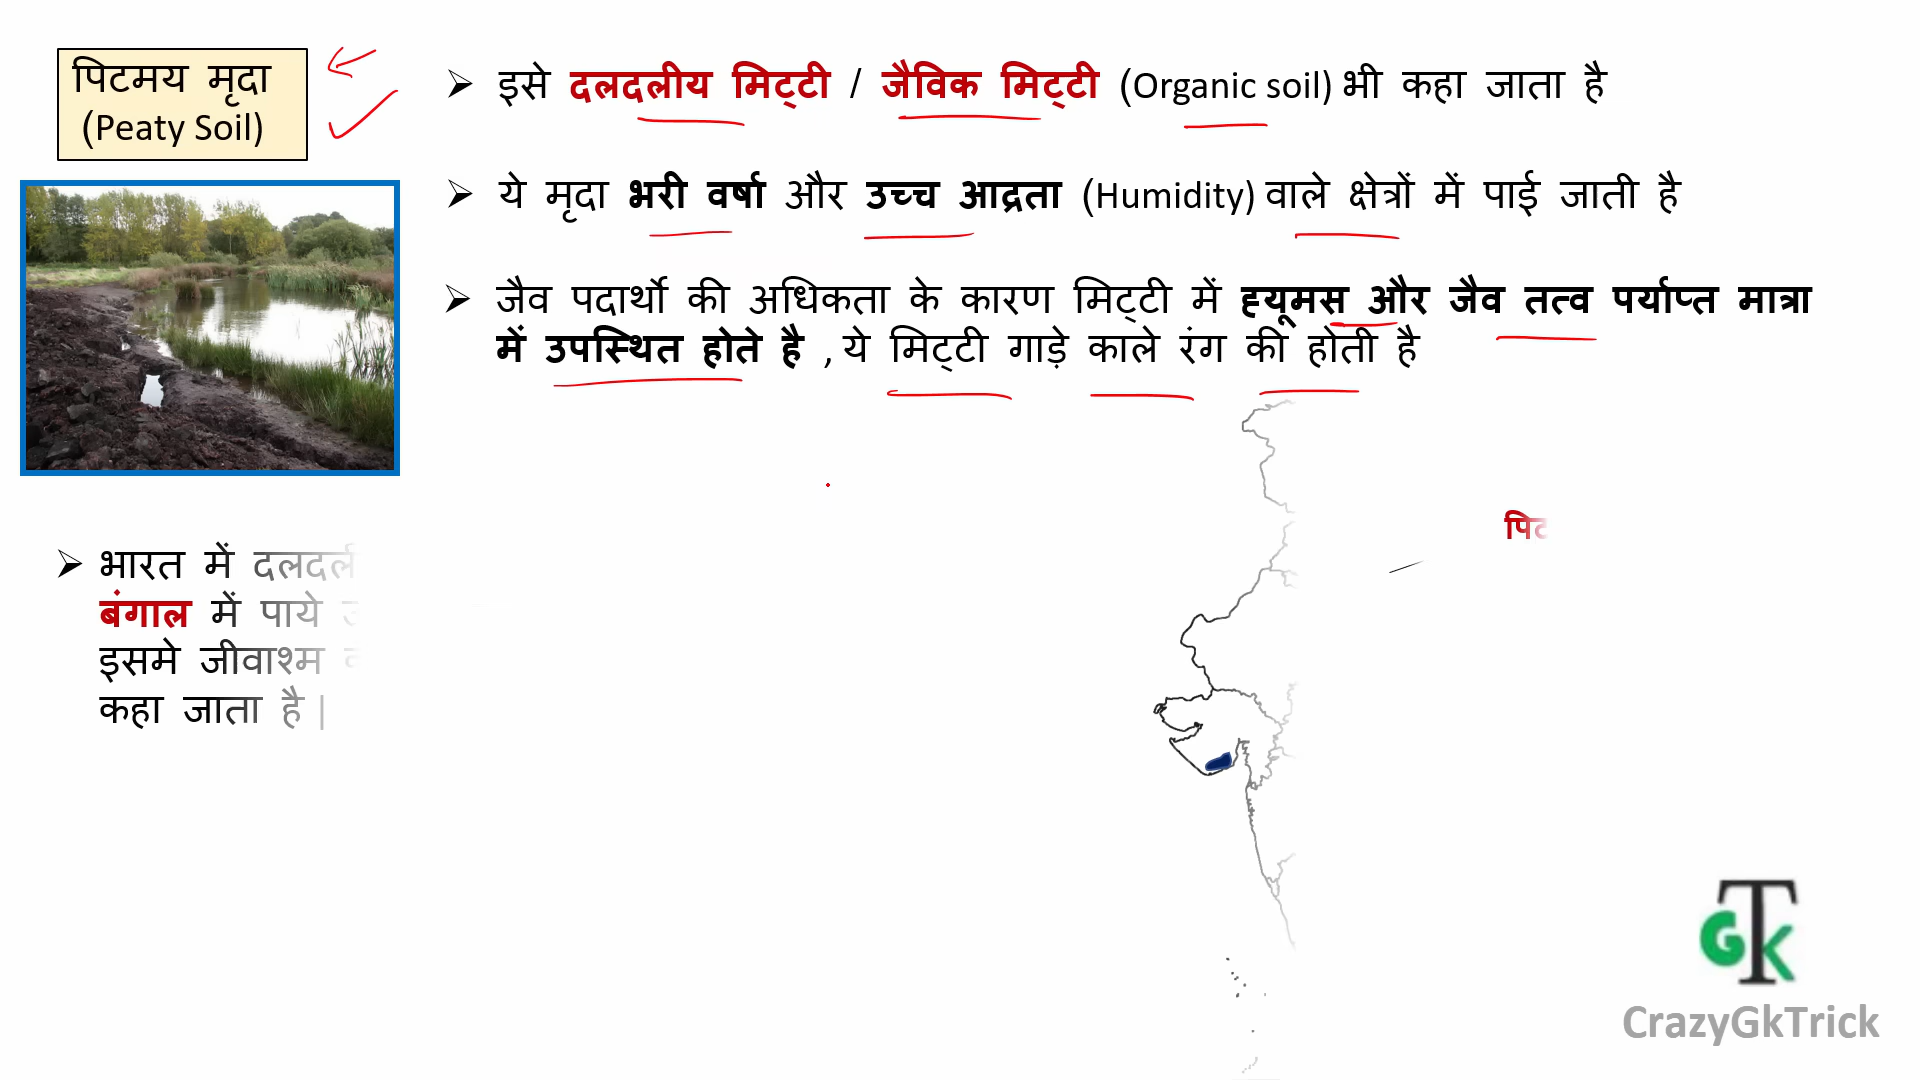 पिटमय मृदा
(Peaty Soil)
➢ इसे दलदलीय मिट्टी / जैविक मिट्टी (Organic soil) भी कहा जाता है
➢ ये मृदा भरी वर्षा और उच्च आद्रता (Humidity) वाले क्षेत्रों में पाई जाती है
➢ जैव पदार्थो की अधिकता के कारण मिट्टी में ह्यूमस और जैव तत्व पर्याप्त मात्रा
में उपस्थित होते है , ये मिट्टी गाड़े काले रंग की होती है
➢ भारत में
बंगाल में पाये
इसमे जीवाश्म
कहा जाता है |
GTK
CrazyGkTrick